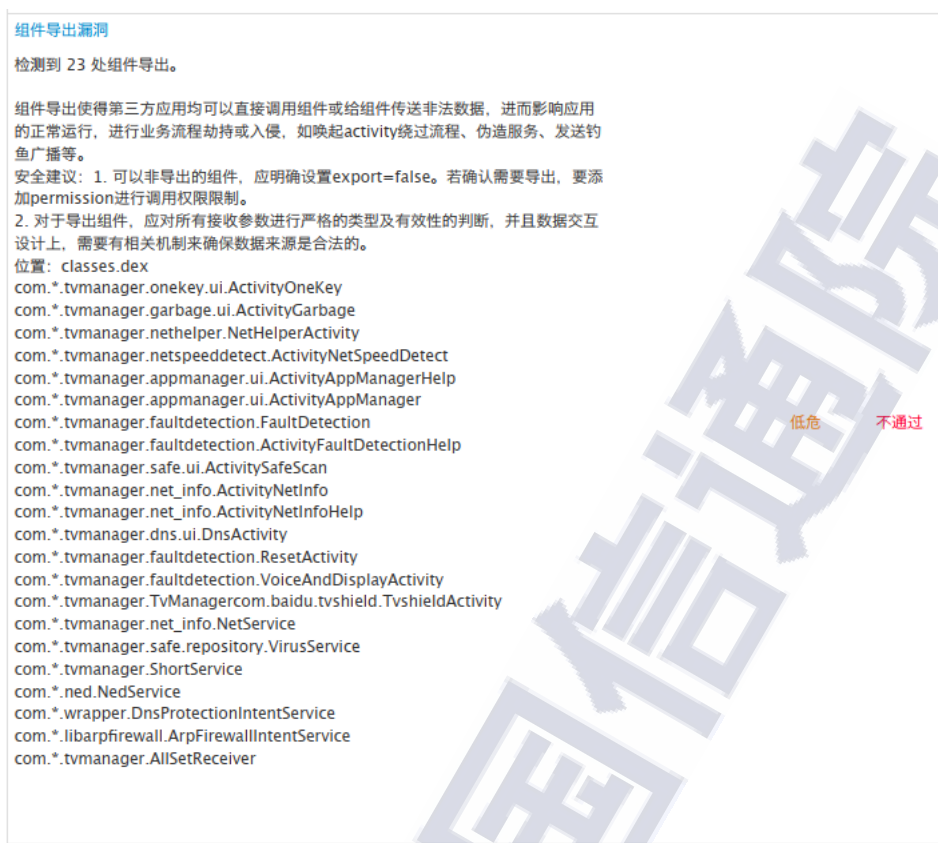 组件导出漏洞
检测到 23 处组件导出。
组件导出使得第三方应用均可以直接调用组件或给组件传送非法数据，进而影响应用
的正常运行，进行业务流程劫持或入侵，如唤起activity绕过流程、伪造服务、发送钓
鱼广播等。
安全建议：1. 可以非导出的组件，应明确设置export=false。若确认需要导出，要添
加permission进行调用权限限制。
2. 对于导出组件，应对所有接收参数进行严格的类型及有效性的判断，并且数据交互
设计上，需要有相关机制来确保数据来源是合法的。
位置：classes.dex
com.*.tvmanager.onekey.ui.ActivityOneKey
com.*.tvmanager.garbage.ui.ActivityGarbage
com.*.tvmanager.nethelper.NetHelperActivity
com.*.tvmanager.netspeeddetect.ActivityNetSpeedDetect
com.*.tvmanager.appmanager.ui.ActivityAppManagerHelp
com.*.tvmanager.appmanager.ui.ActivityAppManager
com.*.tvmanager.faultdetection.FaultDetection
com.*.tvmanager.faultdetection.ActivityFaultDetectionHelp
com.*.tvmanager.safe.ui.ActivitySafeScan
com.*.tvmanager.net_info.ActivityNetInfo
com.*.tvmanager.net_info.ActivityNetInfoHelp
com.*.tvmanager.dns.ui.DnsActivity
com.*.tvmanager.faultdetection.ResetActivity
com.*.tvmanager.faultdetection.VoiceAndDisplayActivity
com.*.tvmanager.TvManagercom.baidu.tvshield.TvshieldActivity
com.*.tvmanager.net_info.NetService
com.*.tvmanager.safe.repository.VirusService
com.*.tvmanager.ShortService
com.*.ned.NedService
com.*.wrapper.DnsProtectionIntentService
com.*.libarpfirewall.ArpFirewallIntentService
com.*.tvmanager.AllSetReceiver
低危
不通过
国信通院